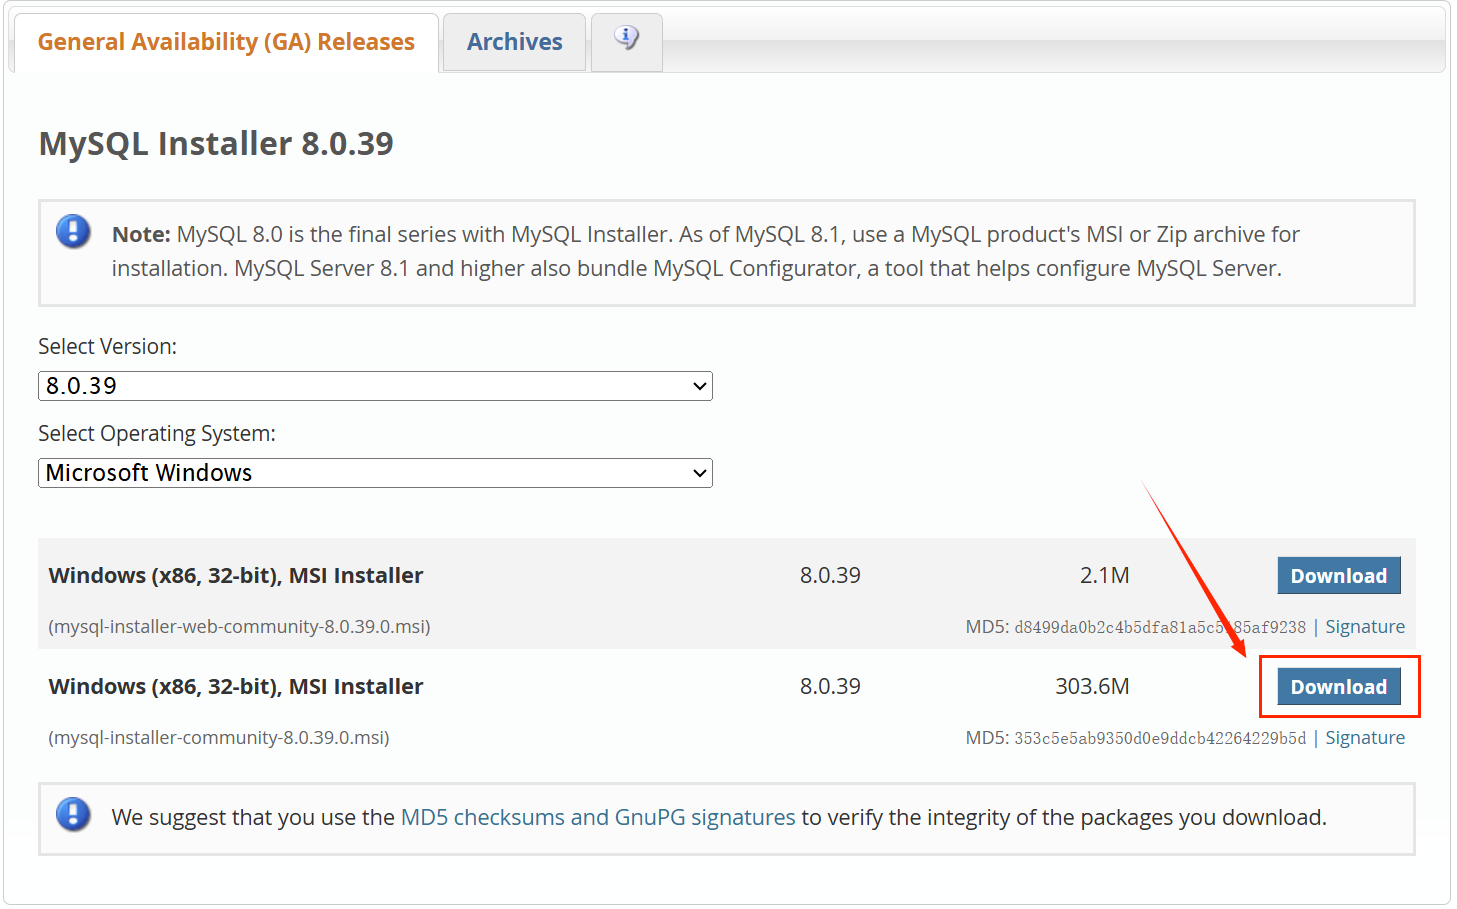 General Availability (GA) Releases
Archives
MySQL Installer 8.0.39
Note: MySQL 8.0 is the final series with MySQL Installer. As of MySQL 8.1, use a MySQL product's MSI or Zip archive for
installation. MySQL Server 8.1 and higher also bundle MySQL Configurator, a tool that helps configure MySQL Server.
Select Version:
8.0.39
Select Operating System:
Microsoft Windows
Windows (x86, 32-bit), MSI Installer 8.0.39 2.1M Download
(mysql-installer-web-community-8.0.39.0.msi) MD5: | Signature
Windows (x86, 32-bit), MSI Installer 8.0.39 303.6M Download
(mysql-installer-community-8.0.39.0.msi) MD5: 353c5e5ab9350d0e9ddcb42264229b5d | Signature
We suggest that you use the MD5 checksums and GnuPG signatures to verify the integrity of the packages you download.